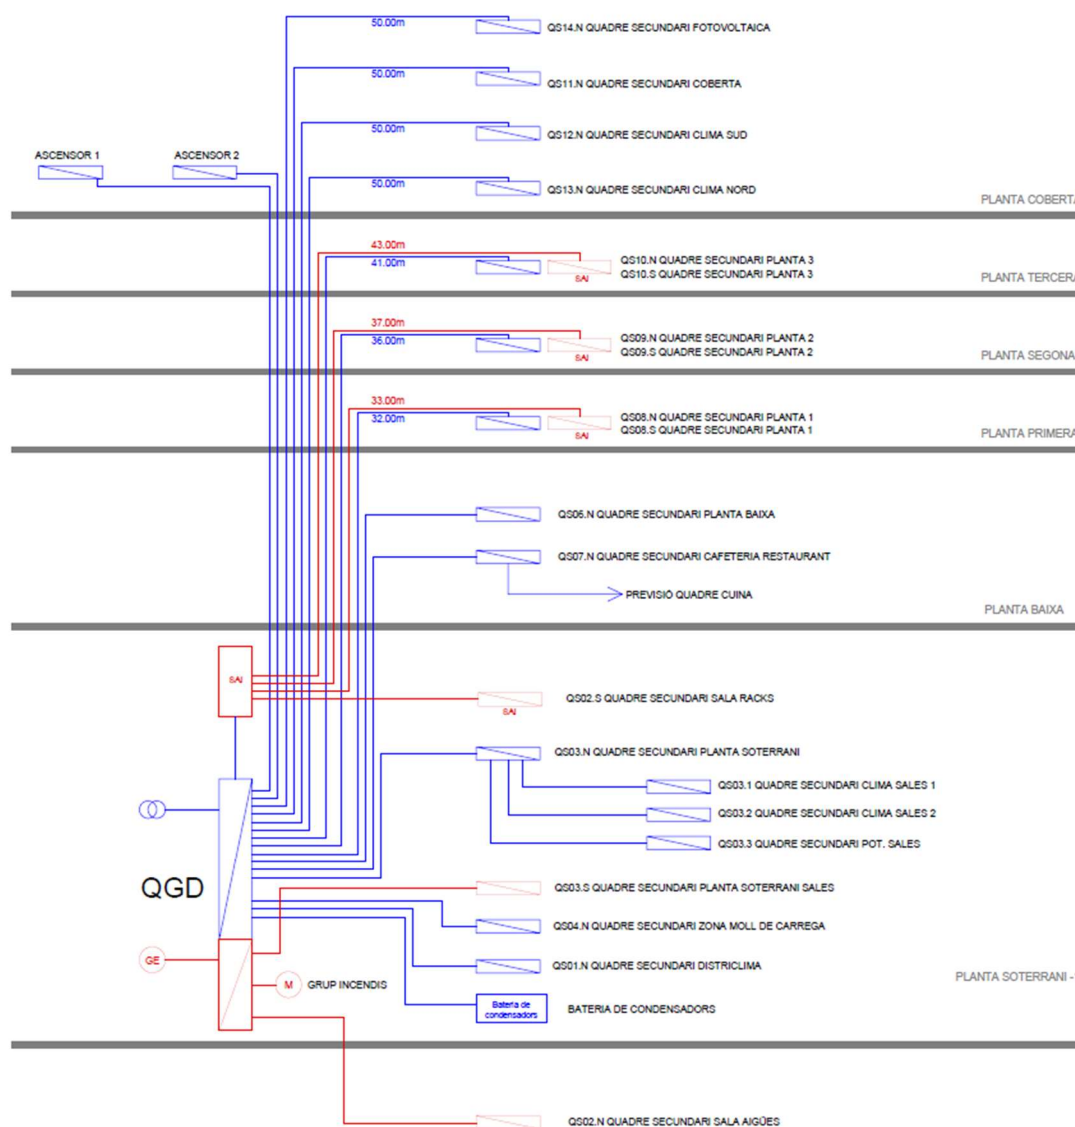 50.00m
QS14.N QUADRE SECUNDARI FOTOVOLTAICA
50.00m
QS11.N QUADRE SECUNDARI COBERTA
50.00m
QS12.N QUADRE SECUNDARI CLIMA SUD
ASCENSOR 1
ASCENSOR 2
50.00m
QS13.N QUADRE SECUNDARI CLIMA NORD
PLANTA COBERTA
43.00m
41.00m
SAI
QS10.N QUADRE SECUNDARI PLANTA 3
QS10.S QUADRE SECUNDARI PLANTA 3
PLANTA TERCERA
37.00m
36.00m
SAI
QS09.N QUADRE SECUNDARI PLANTA 2
QS09.S QUADRE SECUNDARI PLANTA 2
PLANTA SEGONA
33.00m
32.00m
SAI
QS08.N QUADRE SECUNDARI PLANTA 1
QS08.S QUADRE SECUNDARI PLANTA 1
PLANTA PRIMERA
QS06.N QUADRE SECUNDARI PLANTA BAIXA
QS07.N QUADRE SECUNDARI CAFETERIA RESTAURANT
PREVISIÓ QUADRE CUINA
PLANTA BAIXA
SAI
SAI
QS02.S QUADRE SECUNDARI SALA RACKS
QS03.N QUADRE SECUNDARI PLANTA SOTERRANI
QS03.1 QUADRE SECUNDARI CLIMA SALES 1
QS03.2 QUADRE SECUNDARI CLIMA SALES 2
QS03.3 QUADRE SECUNDARI POT. SALES
QGD
QS03.S QUADRE SECUNDARI PLANTA SOTERRANI SALES
QS04.N QUADRE SECUNDARI ZONA MOLL DE CARREGA
GE
QS01.N QUADRE SECUNDARI DISTRICLIMA
PLANTA SOTERRANI -
M
GRUP INCENDIS
Bateria de
condensadors
BATERIA DE CONDENSADORS
QS02.N QUADRE SECUNDARI SALA AIGÜES